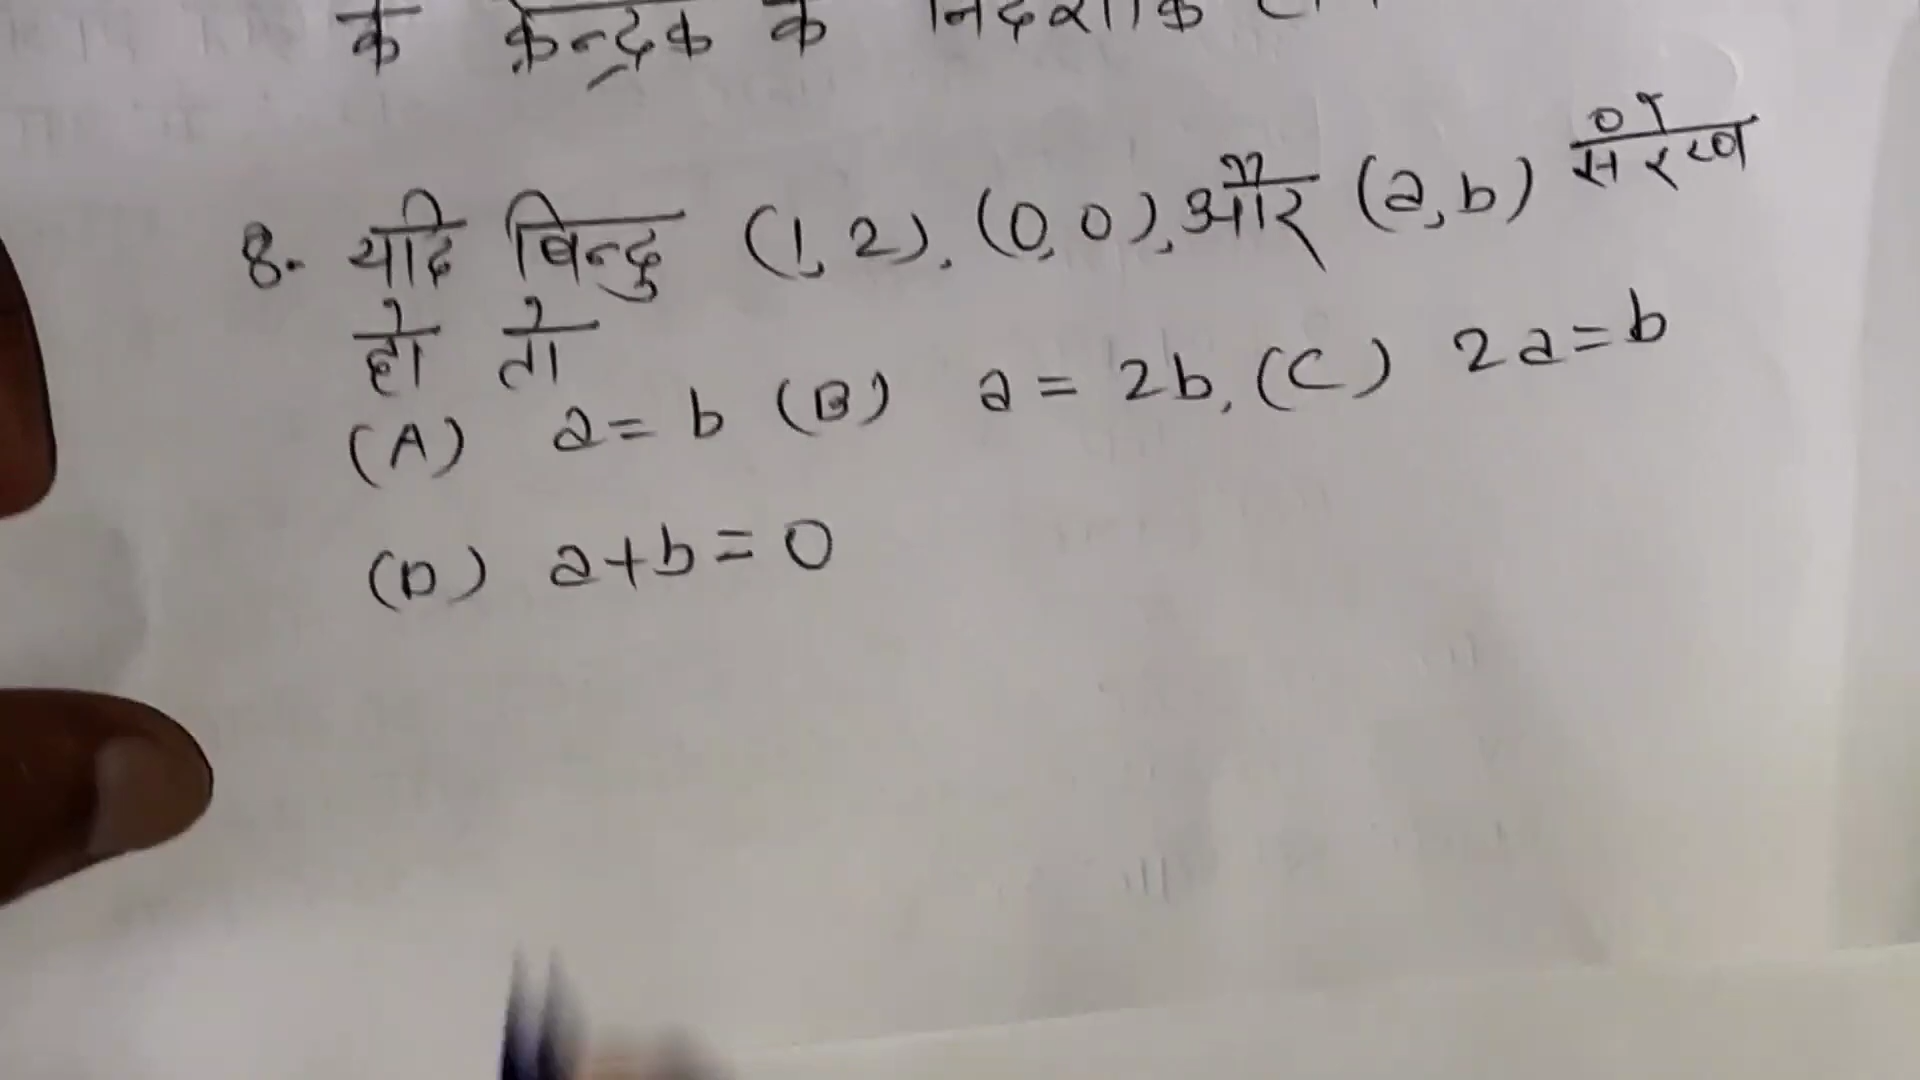 के केन्द्रक के
8. यदि बिन्दु (1, 2), (0, 0), और (a, b) संरेख
हो तो
(A) a = b (B) a = 2b, (C) 2a = b
(D) a + b = 0